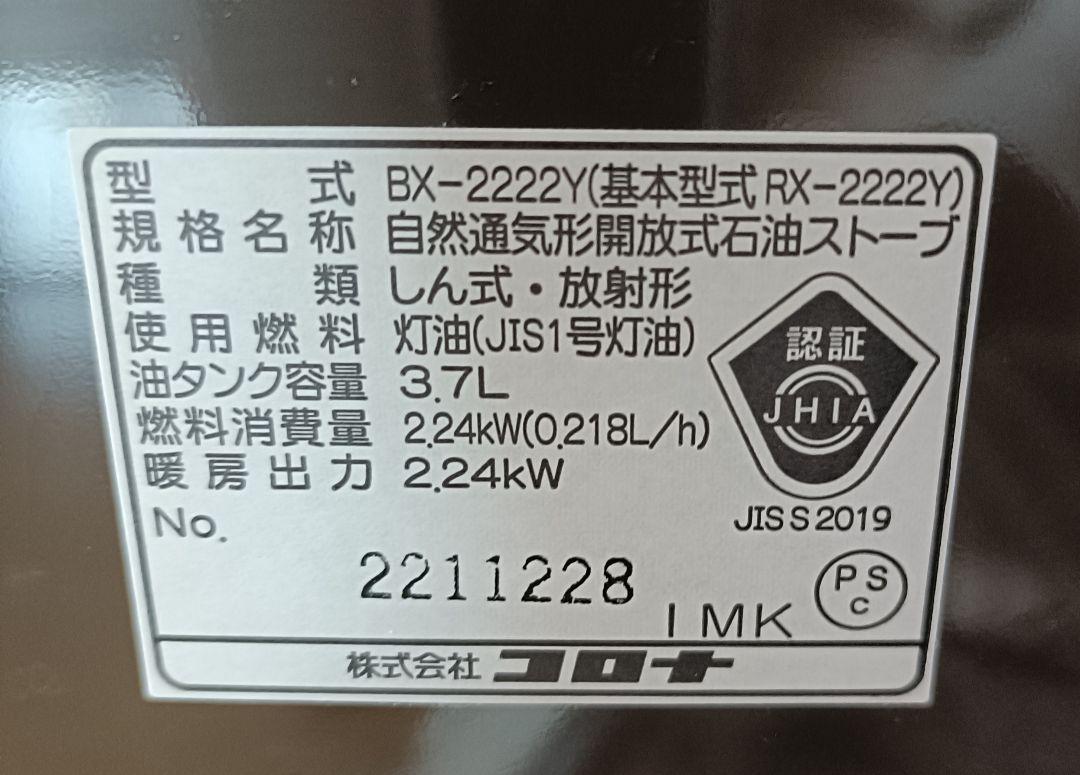 型式 BX-2222Y(基本型式RX-2222Y)
規格名称 自然通気形開放式石油ストーブ
種類 しん式・放射形
使用燃料 灯油(JIS1号灯油)
油タンク容量 3.7L
燃料消費量 2.24kW(0.218L/h)
暖房出力 2.24kW
認証
JHIA
JIS S 2019
No.
2211228
IMK
PS
C
株式会社コロナ